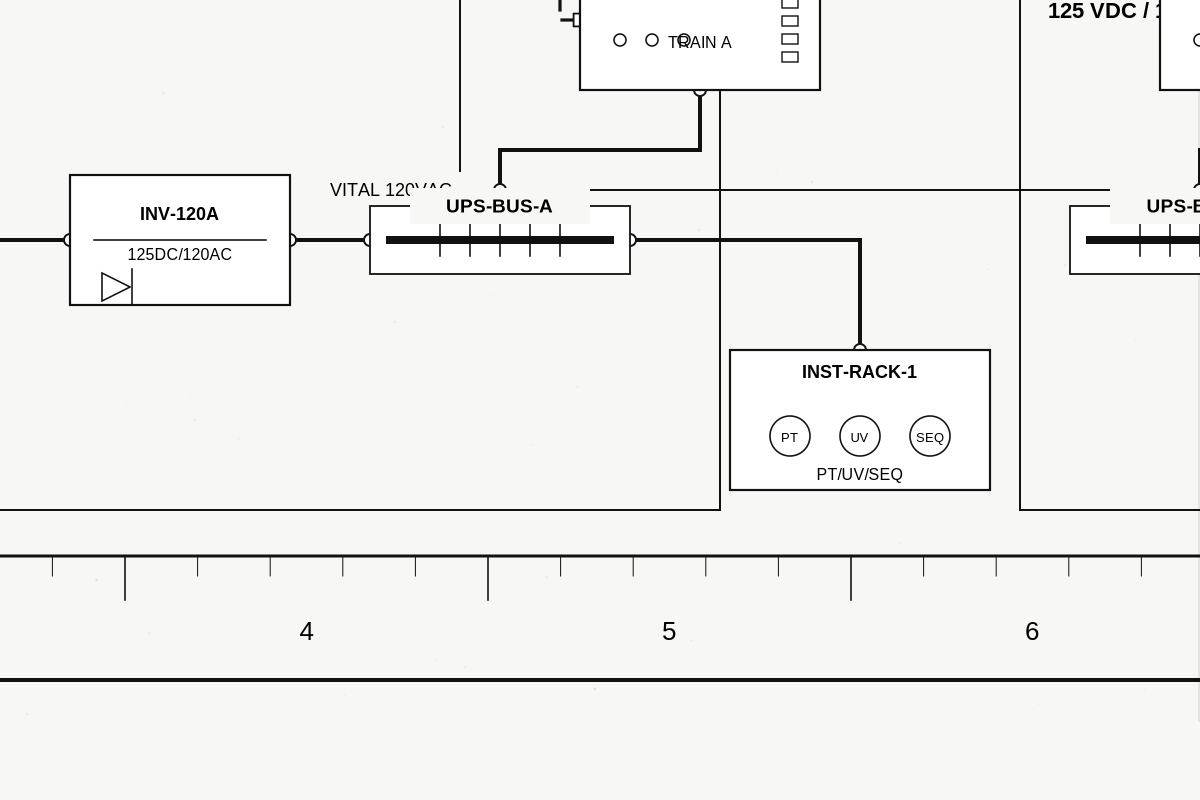 125 VDC /
TRAIN A
VITAL 120VAC
UPS-BUS-A
INV-120A
125DC/120AC
INST-RACK-1
PT UV SEQ
PT/UV/SEQ
4 5 6